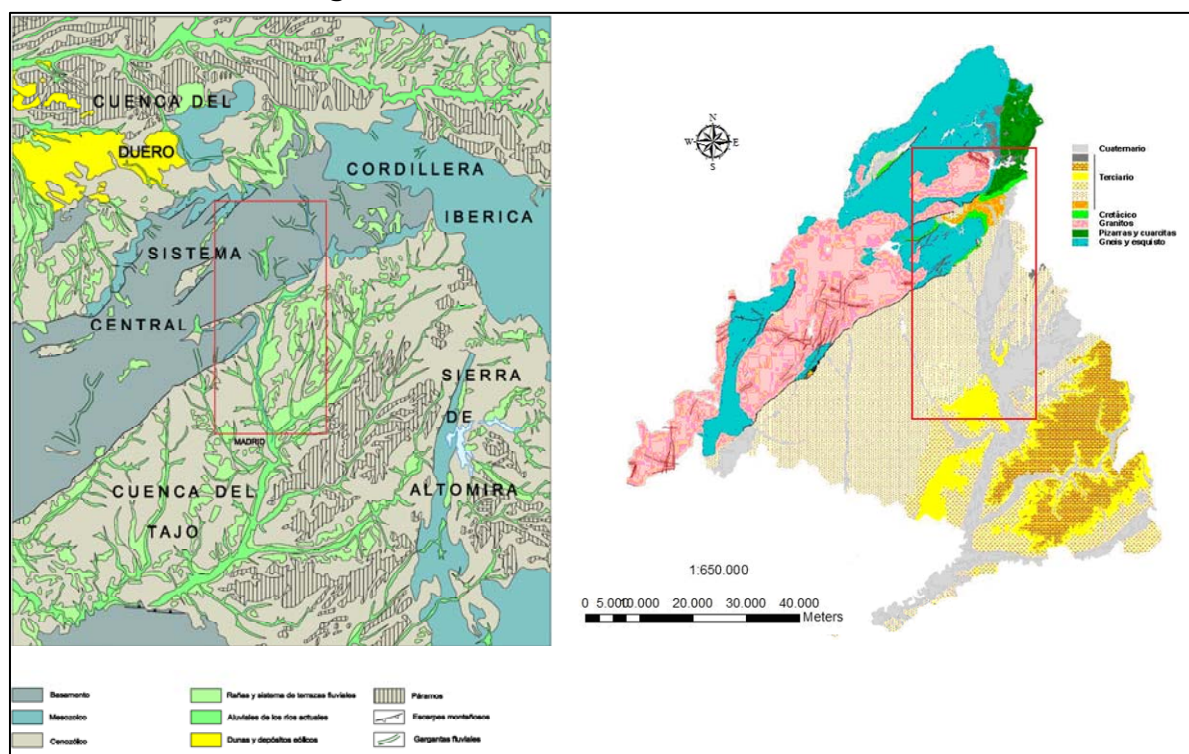 CUENCA DEL
DUERO
CORDILLERA
IBERICA
SISTEMA
CENTRAL
SIERRA
DE
ALTOMIRA
MADRID
CUENCA DEL
TAJO
Basamento
Mesozoico
Cenozóico
Rañas y sistema de terrazas fluviales
Aluviales de los ríos actuales
Dunas y depósitos eólicos
Páramos
Escarpes montañosos
Gargantas fluviales
N
W E
S
Cuaternario
Terciario
Cretácico
Granitos
Pizarras y cuarcitas
Gneis y esquisto
1:650.000
0 5.000 10.000 20.000 30.000 40.000
Meters